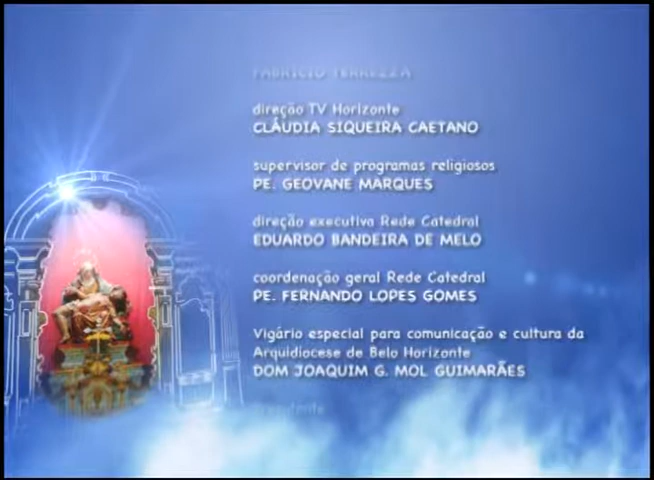 direção TV Horizonte
CLÁUDIA SIQUEIRA CAETANO
supervisor de programas religiosos
PE. GEOVANE MARQUES
direção executiva Rede Catedral
EDUARDO BANDEIRA DE MELO
coordenação geral Rede Catedral
PE. FERNANDO LOPES GOMES
Vigário especial para comunicação e cultura da
Arquidiocese de Belo Horizonte
DOM JOAQUIM G. MOL GUIMARÃES